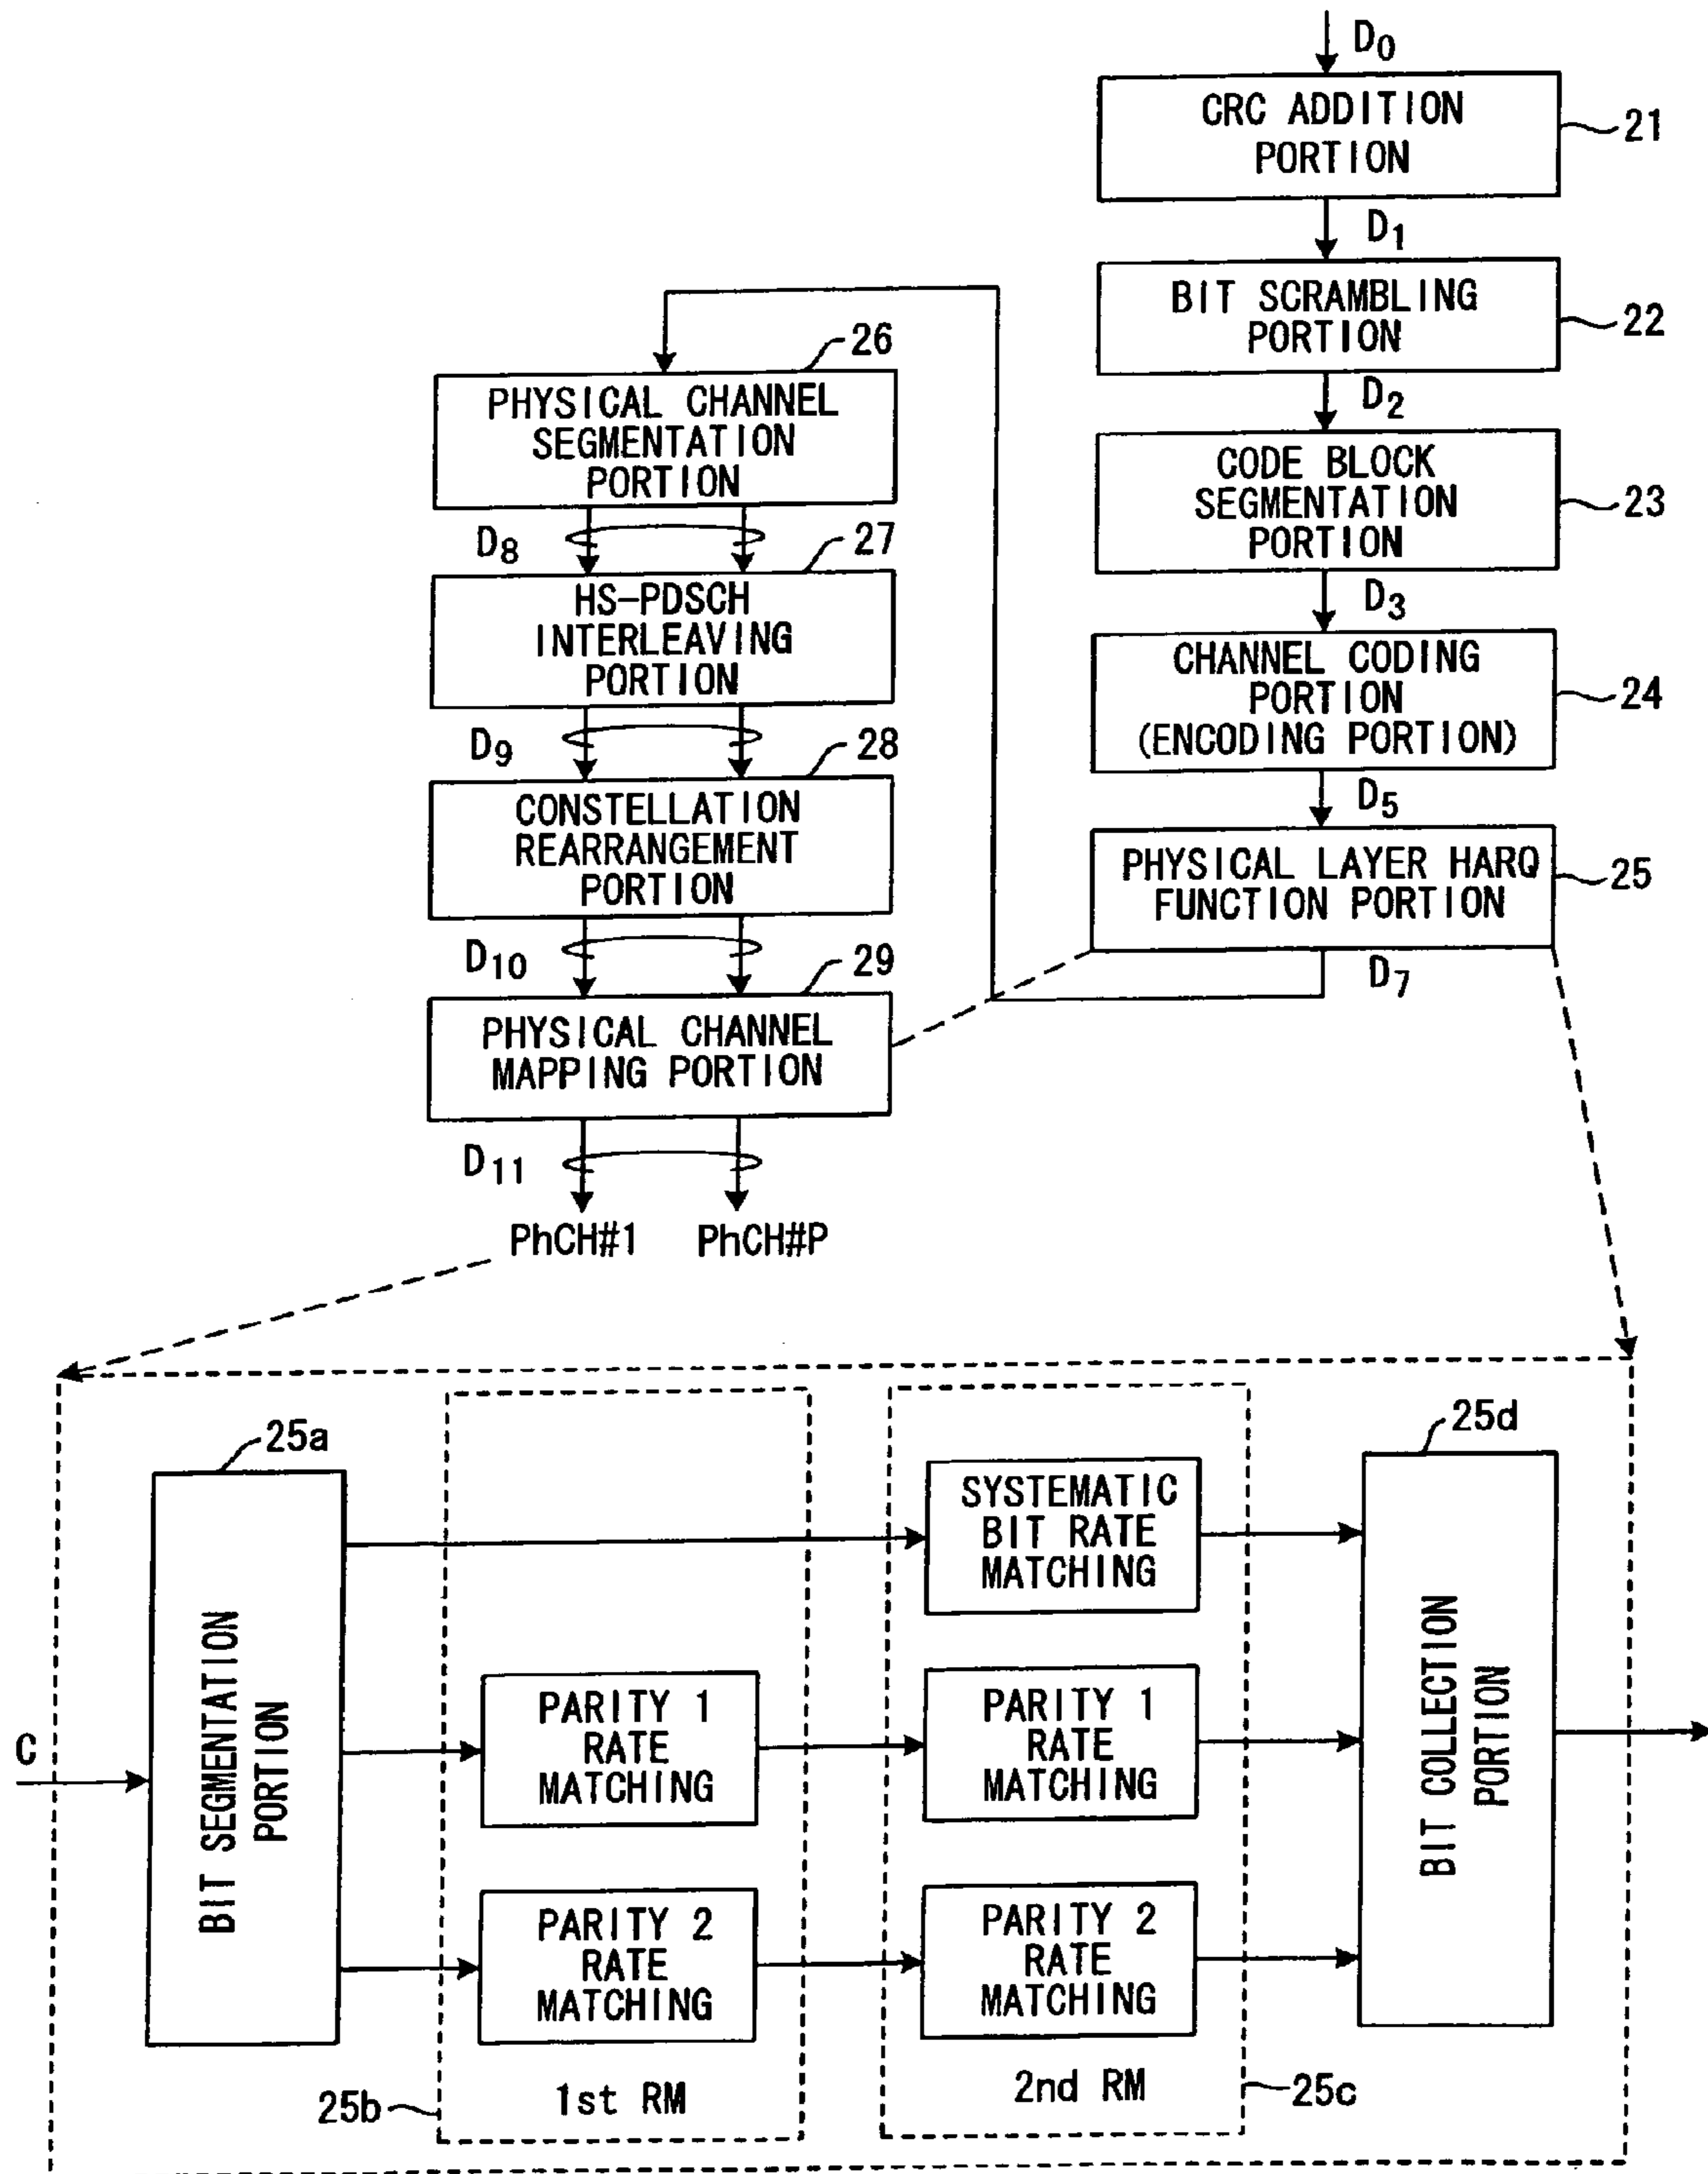 D0
CRC ADDITION
PORTION
21
D1
BIT SCRAMBLING
PORTION
22
D2
CODE BLOCK
SEGMENTATION
PORTION
23
D3
CHANNEL CODING
PORTION
(ENCODING PORTION)
24
D5
PHYSICAL LAYER HARQ
FUNCTION PORTION
25
D7
26
PHYSICAL CHANNEL
SEGMENTATION
PORTION
D8
27
HS-PDSCH
INTERLEAVING
PORTION
D9
28
CONSTELLATION
REARRANGEMENT
PORTION
D10
29
PHYSICAL CHANNEL
MAPPING PORTION
D11
PhCH#1
PhCH#P
C
25a
BIT SEGMENTATION
PORTION
PARITY 1
RATE
MATCHING
PARITY 2
RATE
MATCHING
25b
1st RM
SYSTEMATIC
BIT RATE
MATCHING
PARITY 1
RATE
MATCHING
PARITY 2
RATE
MATCHING
2nd RM
25c
25d
BIT COLLECTION
PORTION